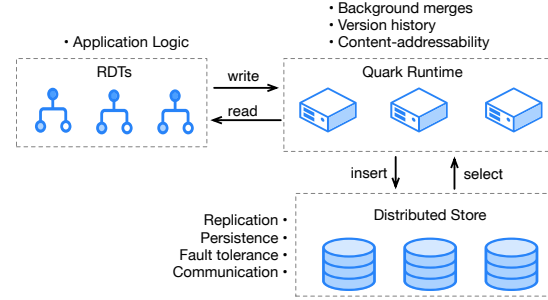 • Background merges
• Version history
• Content-addressability
• Application Logic
RDTs
write
read
Quark Runtime
insert
select
Replication •
Persistence •
Fault tolerance •
Communication •
Distributed Store